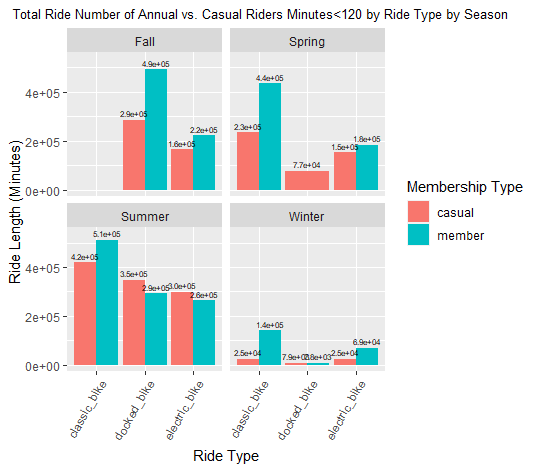 Total Ride Number of Annual vs. Casual Riders Minutes<120 by Ride Type by Season
Fall
Spring
4e+05
2e+05
0e+00
2.9e+05
4.9e+05
1.6e+05
2.2e+05
2.3e+05
4.4e+05
7.7e+04
1.5e+05
1.8e+05
Summer
Winter
4e+05
2e+05
0e+00
4.2e+05
5.1e+05
3.5e+05
2.9e+05
3.0e+05
2.6e+05
2.5e+04
1.4e+05
2.5e+04
6.9e+04
classic_bike
docked_bike
electric_bike
classic_bike
docked_bike
electric_bike
Ride Type
Ride Length (Minutes)
Membership Type
casual
member